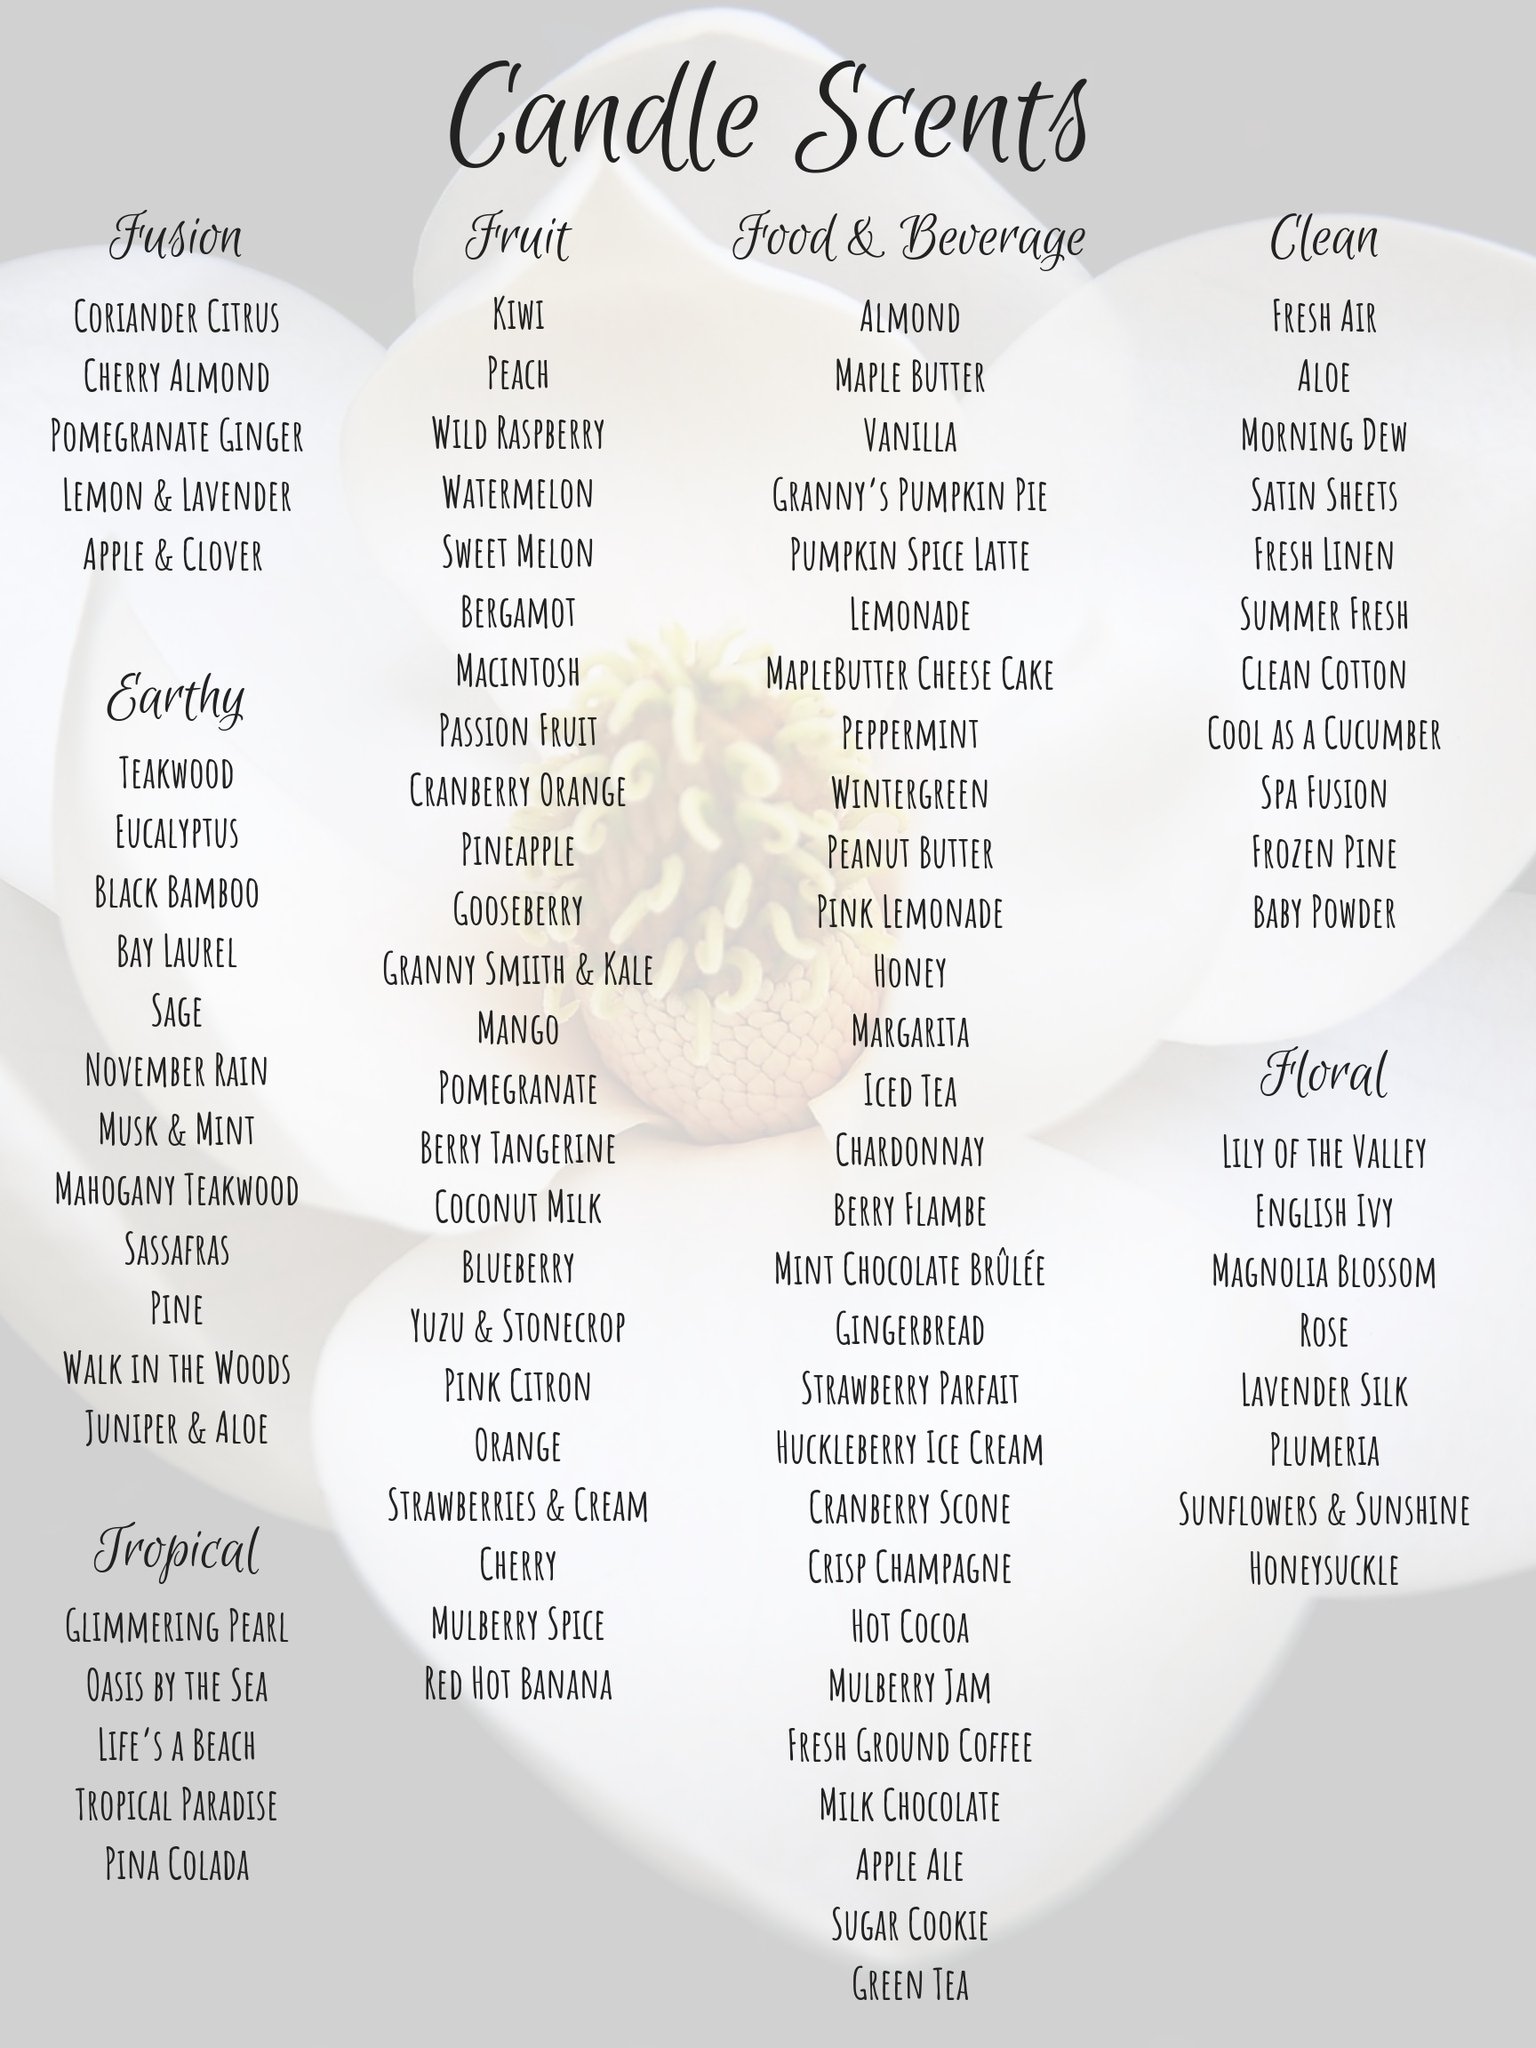 Candle Scents
Fusion
Coriander Citrus
Cherry Almond
Pomegranate Ginger
Lemon & Lavender
Apple & Clover
Earthy
Teakwood
Eucalyptus
Black Bamboo
Bay Laurel
Sage
November Rain
Musk & Mint
Mahogany Teakwood
Sassafras
Pine
Walk in the Woods
Juniper & Aloe
Tropical
Glimmering Pearl
Oasis by the Sea
Life's a Beach
Tropical Paradise
Pina Colada
Fruit
Kiwi
Peach
Wild Raspberry
Watermelon
Sweet Melon
Bergamot
Macintosh
Passion Fruit
Cranberry Orange
Pineapple
Gooseberry
Granny Smiith & Kale
Mango
Pomegranate
Berry Tangerine
Coconut Milk
Blueberry
Yuzu & Stonecrop
Pink Citron
Orange
Strawberries & Cream
Cherry
Mulberry Spice
Red Hot Banana
Food & Beverage
Almond
Maple Butter
Vanilla
Granny's Pumpkin Pie
Pumpkin Spice Latte
Lemonade
MapleButter Cheese Cake
Peppermint
Wintergreen
Peanut Butter
Pink Lemonade
Honey
Margarita
Iced Tea
Chardonnay
Berry Flambe
Mint Chocolate Brûlée
Gingerbread
Strawberry Parfait
Huckleberry Ice Cream
Cranberry Scone
Crisp Champagne
Hot Cocoa
Mulberry Jam
Fresh Ground Coffee
Milk Chocolate
Apple Ale
Sugar Cookie
Green Tea
Clean
Fresh Air
Aloe
Morning Dew
Satin Sheets
Fresh Linen
Summer Fresh
Clean Cotton
Cool as a Cucumber
Spa Fusion
Frozen Pine
Baby Powder
Floral
Lily of the Valley
English Ivy
Magnolia Blossom
Rose
Lavender Silk
Plumeria
Sunflowers & Sunshine
Honeysuckle